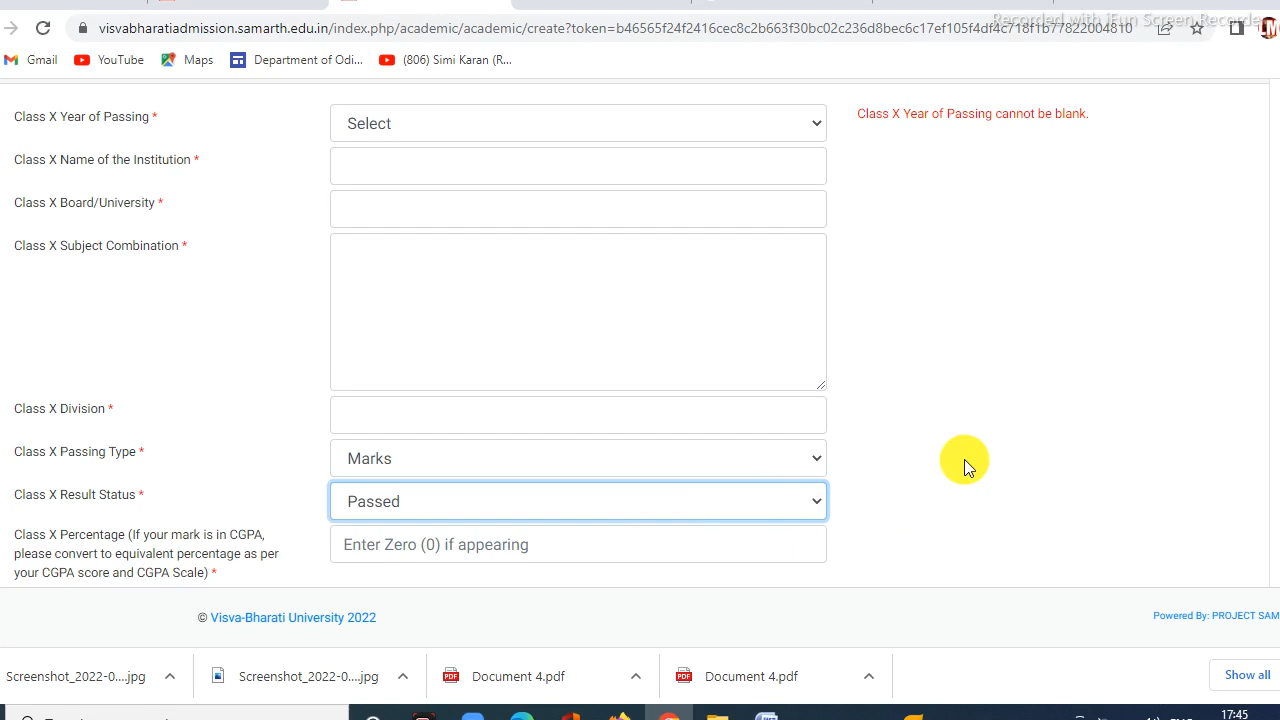 Recorded with iFun Screen Recorder
visvabharatiadmission.samarth.edu.in/index.php/academic/academic/create?token=b46565f24f2416cec8c2b663f30bc02c236d8bec6c17ef105f4df4c718f1b77822004810
Gmail YouTube Maps Department of Odi... (806) Simi Karan (R...
Class X Year of Passing * Select Class X Year of Passing cannot be blank.
Class X Name of the Institution *
Class X Board/University *
Class X Subject Combination *
Class X Division *
Class X Passing Type * Marks
Class X Result Status * Passed
Class X Percentage (If your mark is in CGPA,
please convert to equivalent percentage as per
your CGPA score and CGPA Scale) *
Enter Zero (0) if appearing
© Visva-Bharati University 2022 Powered By: PROJECT SAM
Screenshot_2022-0....jpg Screenshot_2022-0....jpg Document 4.pdf Document 4.pdf Show all
17:45